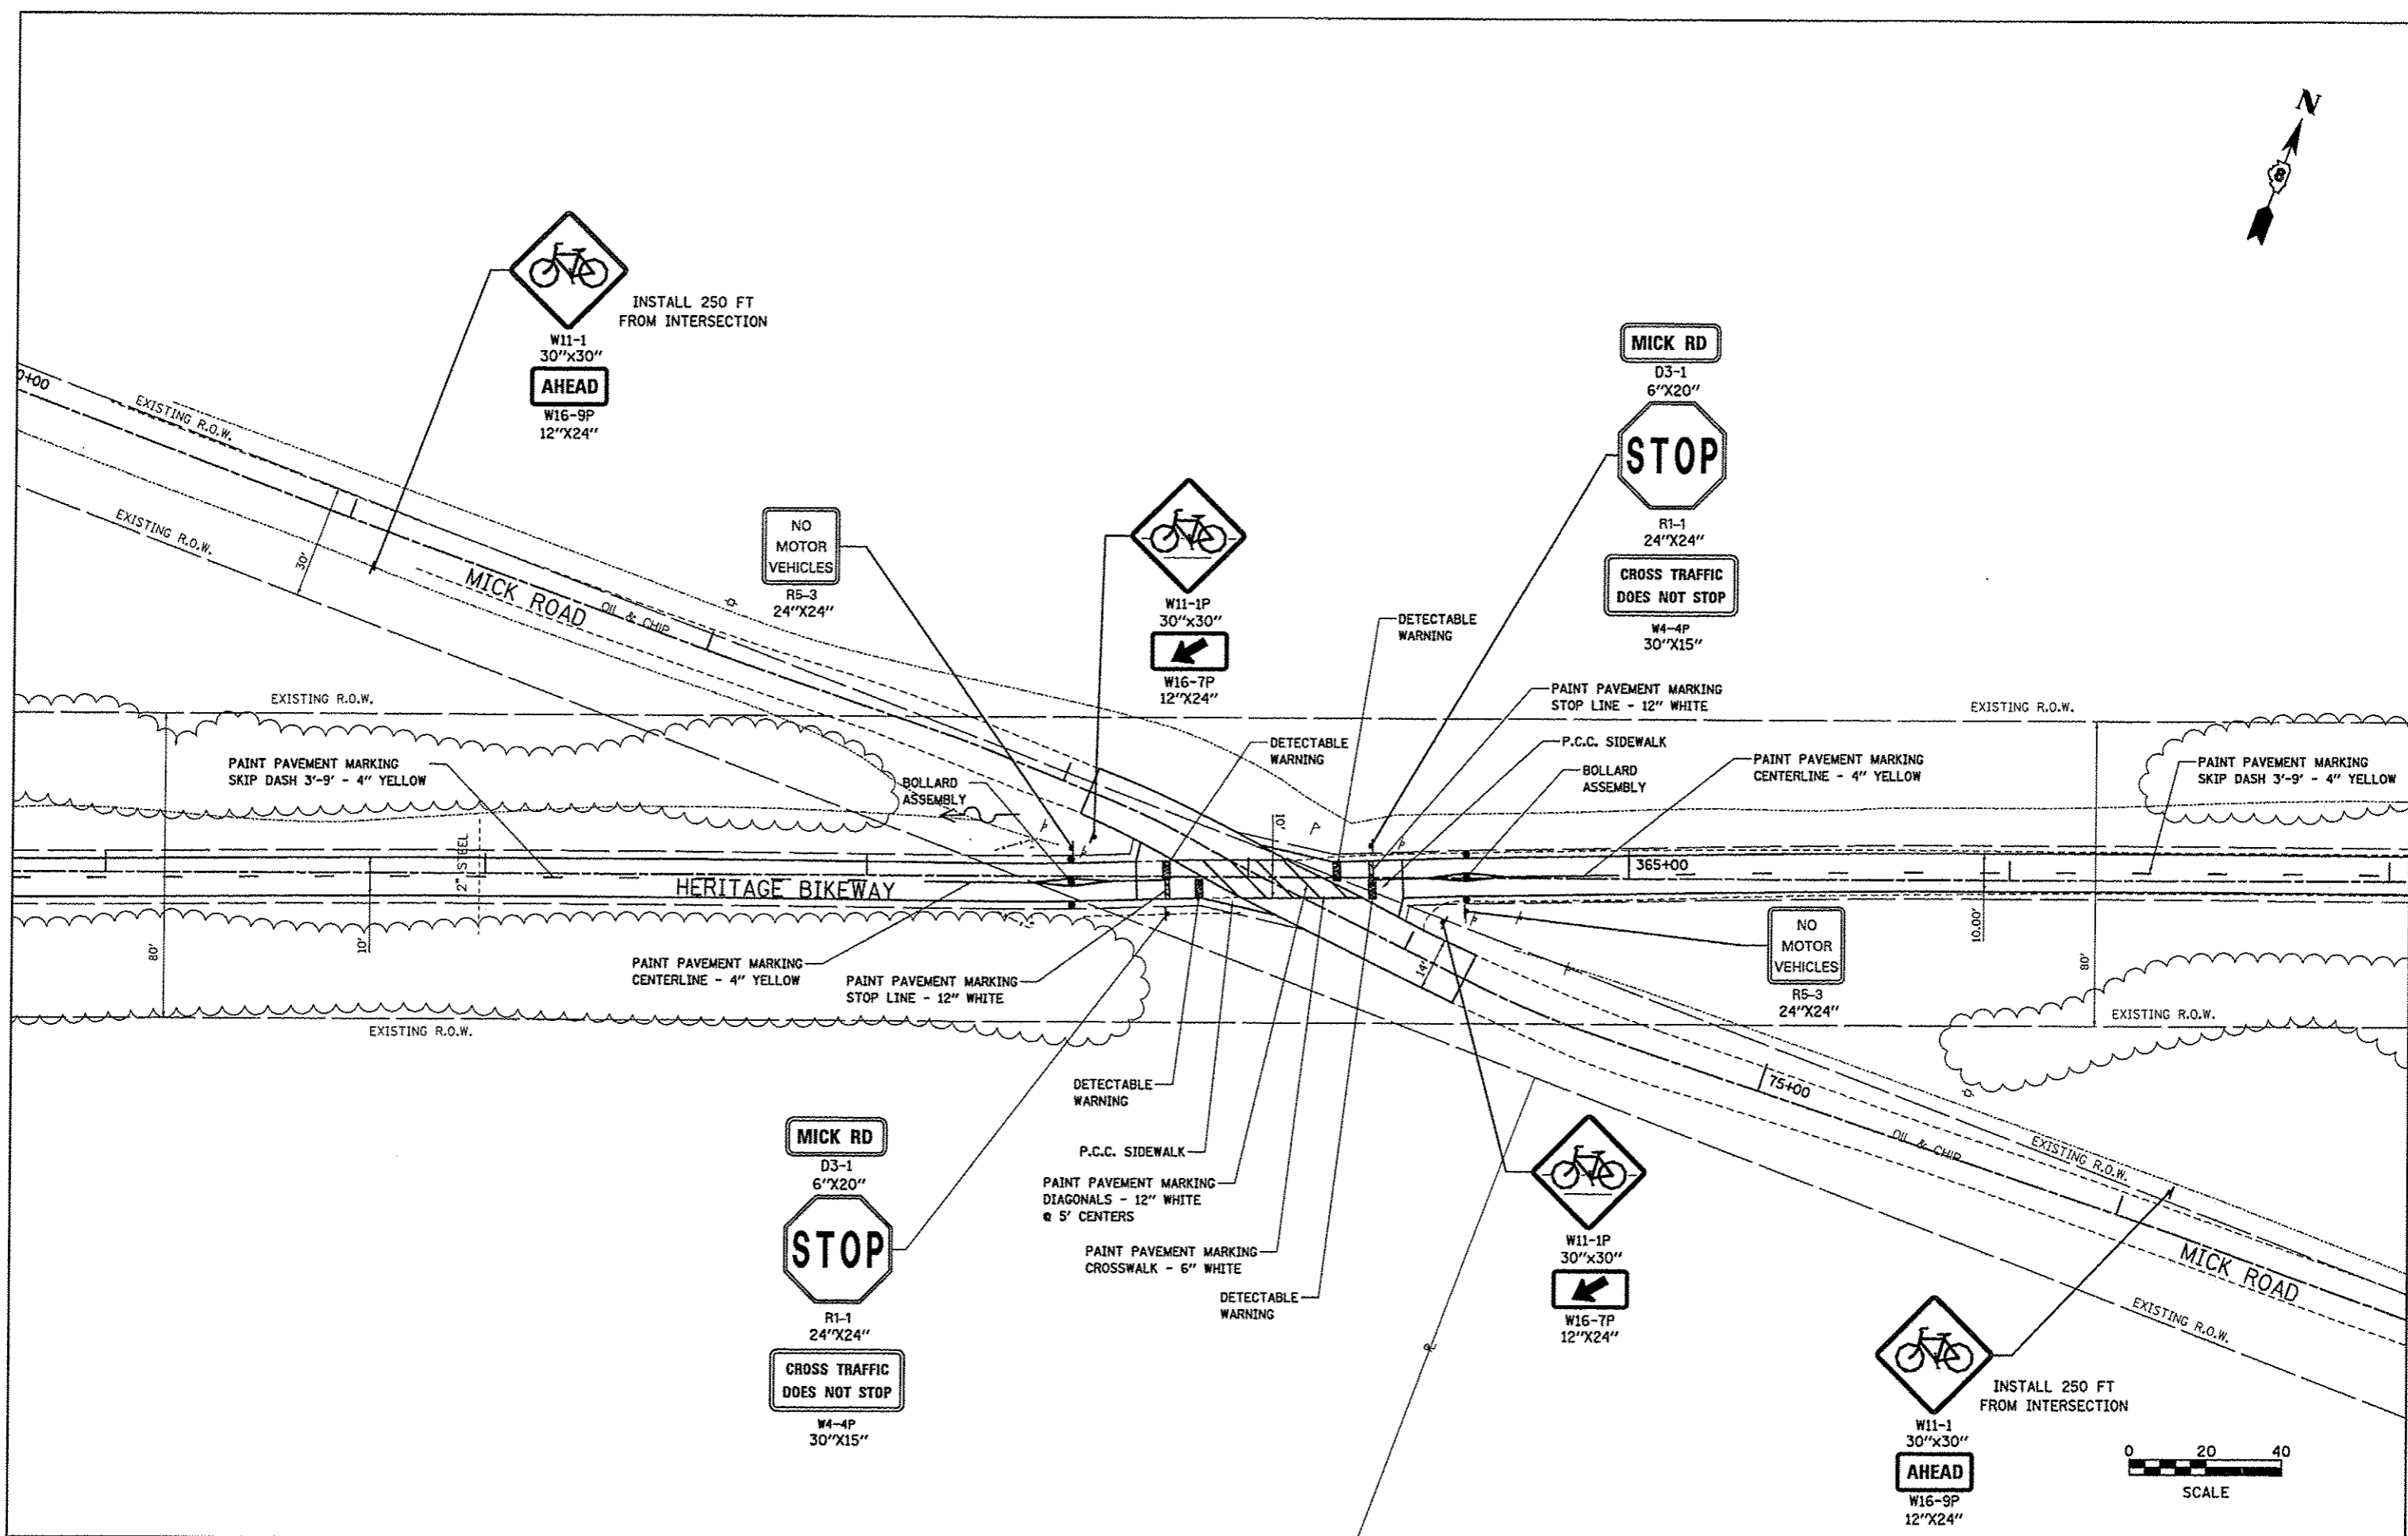 N
8
INSTALL 250 FT
FROM INTERSECTION
W11-1
30"x30"
AHEAD
W16-9P
12"X24"
0+00
EXISTING R.O.W.
EXISTING R.O.W.
30'
MICK ROAD
OIL & CHIP
NO
MOTOR
VEHICLES
R5-3
24"X24"
W11-1P
30"x30"
W16-7P
12"X24"
MICK RD
D3-1
6"X20"
STOP
R1-1
24"X24"
CROSS TRAFFIC
DOES NOT STOP
W4-4P
30"X15"
DETECTABLE
WARNING
PAINT PAVEMENT MARKING
STOP LINE - 12" WHITE
P.C.C. SIDEWALK
BOLLARD
ASSEMBLY
PAINT PAVEMENT MARKING
CENTERLINE - 4" YELLOW
EXISTING R.O.W.
PAINT PAVEMENT MARKING
SKIP DASH 3'-9' - 4" YELLOW
EXISTING R.O.W.
PAINT PAVEMENT MARKING
SKIP DASH 3'-9' - 4" YELLOW
BOLLARD
ASSEMBLY
DETECTABLE
WARNING
10'
2" STEEL
HERITAGE BIKEWAY
365+00
80'
10'
10.00'
80'
14'
PAINT PAVEMENT MARKING
CENTERLINE - 4" YELLOW
PAINT PAVEMENT MARKING
STOP LINE - 12" WHITE
EXISTING R.O.W.
NO
MOTOR
VEHICLES
R5-3
24"X24"
EXISTING R.O.W.
DETECTABLE
WARNING
P.C.C. SIDEWALK
PAINT PAVEMENT MARKING
DIAGONALS - 12" WHITE
@ 5' CENTERS
PAINT PAVEMENT MARKING
CROSSWALK - 6" WHITE
DETECTABLE
WARNING
MICK RD
D3-1
6"X20"
STOP
R1-1
24"X24"
CROSS TRAFFIC
DOES NOT STOP
W4-4P
30"X15"
75+00
OIL & CHIP
EXISTING R.O.W.
MICK ROAD
EXISTING R.O.W.
W11-1P
30"x30"
W16-7P
12"X24"
INSTALL 250 FT
FROM INTERSECTION
W11-1
30"x30"
AHEAD
W16-9P
12"X24"
0 20 40
SCALE